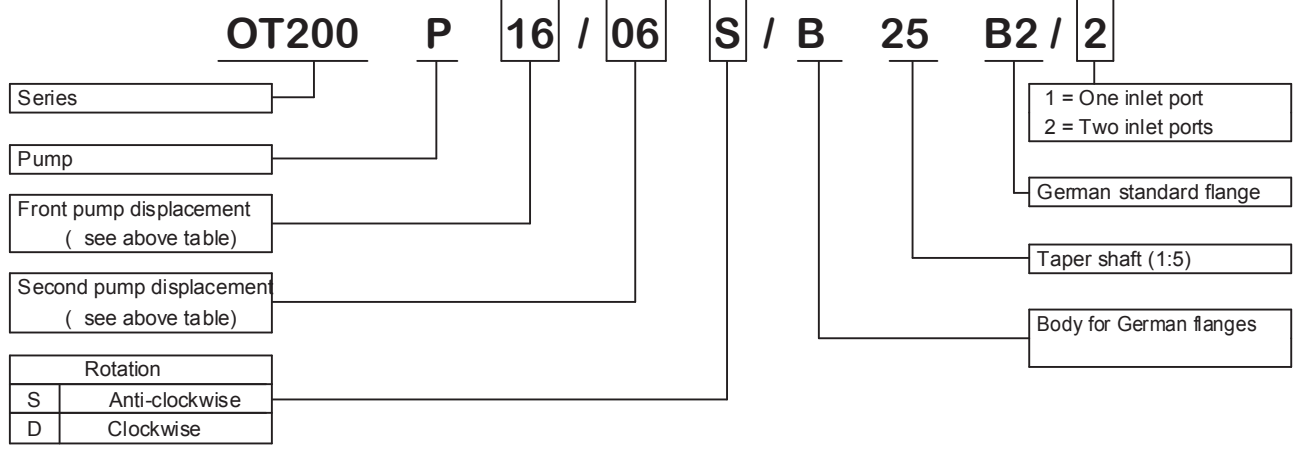 OT200 P 16 / 06 S / B 25 B2 / 2
Series
Pump
Front pump displacement
( see above table)
Second pump displacement
( see above table)
Rotation
S Anti-clockwise
D Clockwise
1 = One inlet port
2 = Two inlet ports
German standard flange
Taper shaft (1:5)
Body for German flanges